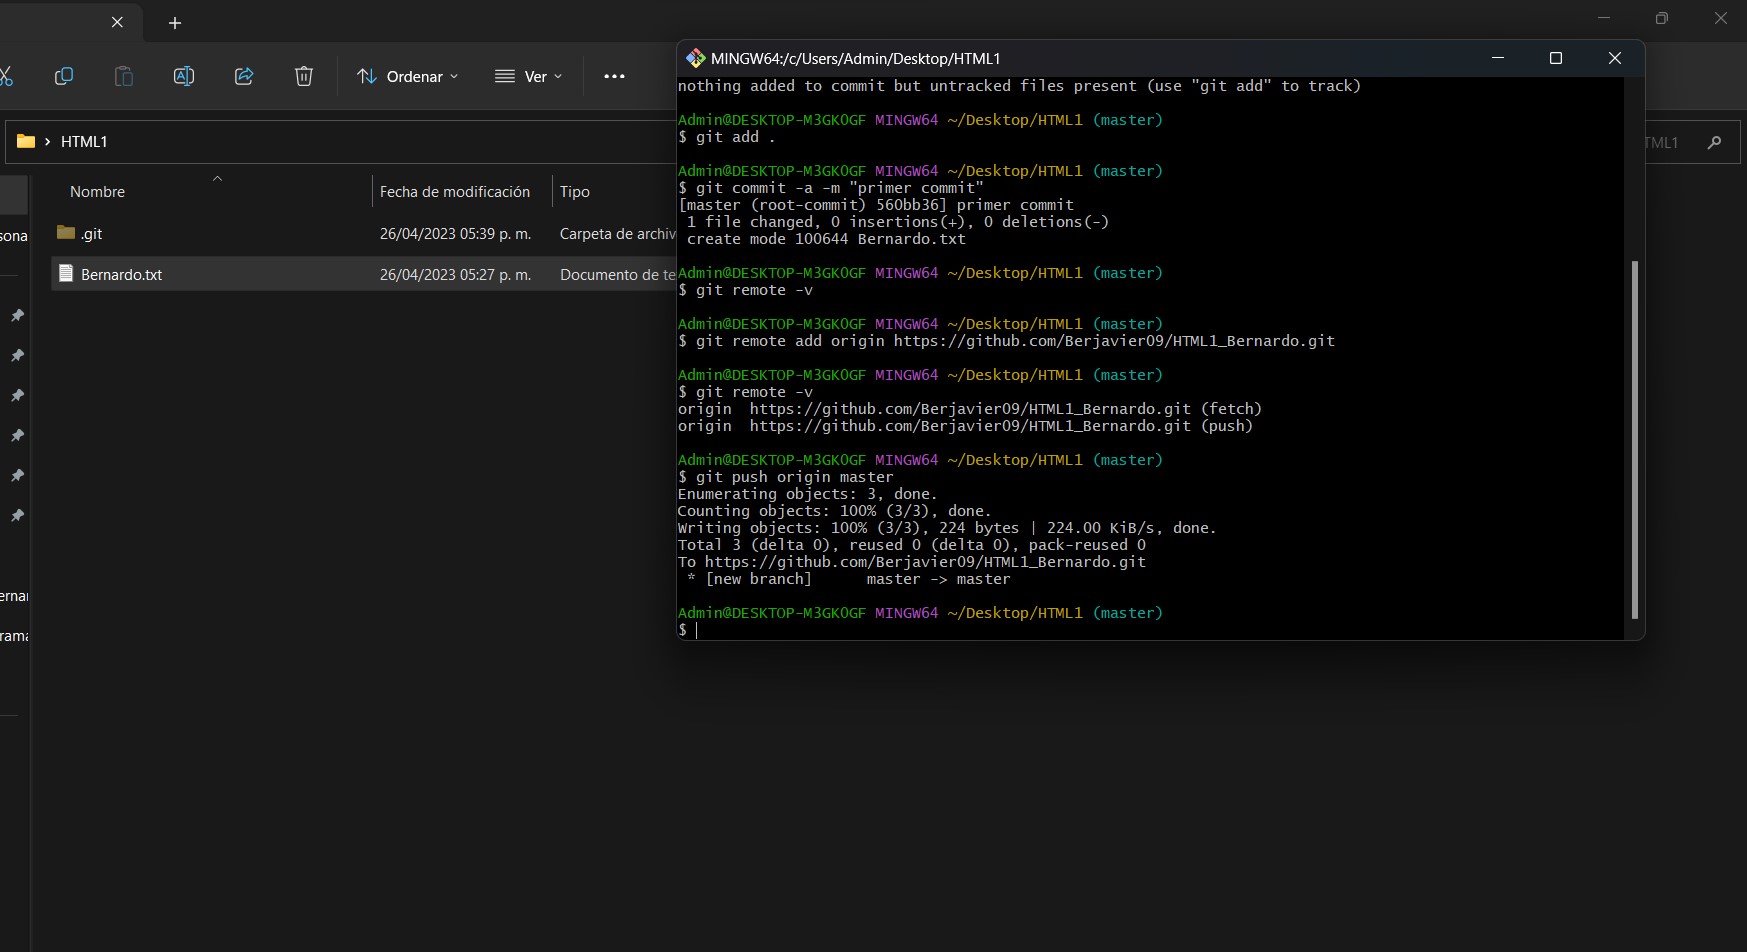 Ordenar
Ver
HTML1
Nombre
Fecha de modificación
Tipo
.git
26/04/2023 05:39 p. m.
Carpeta de archiv
Bernardo.txt
26/04/2023 05:27 p. m.
Documento de te
sona
erna
rama
TML1
MINGW64:/c/Users/Admin/Desktop/HTML1
nothing added to commit but untracked files present (use "git add" to track)
Admin@DESKTOP-M3GKOGF MINGW64 ~/Desktop/HTML1 (master)
$ git add .
Admin@DESKTOP-M3GKOGF MINGW64 ~/Desktop/HTML1 (master)
$ git commit -a -m "primer commit"
[master (root-commit) 560bb36] primer commit
1 file changed, 0 insertions(+), 0 deletions(-)
create mode 100644 Bernardo.txt
Admin@DESKTOP-M3GKOGF MINGW64 ~/Desktop/HTML1 (master)
$ git remote -v
Admin@DESKTOP-M3GKOGF MINGW64 ~/Desktop/HTML1 (master)
$ git remote add origin https://github.com/Berjavier09/HTML1_Bernardo.git
Admin@DESKTOP-M3GKOGF MINGW64 ~/Desktop/HTML1 (master)
$ git remote -v
origin https://github.com/Berjavier09/HTML1_Bernardo.git (fetch)
origin https://github.com/Berjavier09/HTML1_Bernardo.git (push)
Admin@DESKTOP-M3GKOGF MINGW64 ~/Desktop/HTML1 (master)
$ git push origin master
Enumerating objects: 3, done.
Counting objects: 100% (3/3), done.
Writing objects: 100% (3/3), 224 bytes | 224.00 KiB/s, done.
Total 3 (delta 0), reused 0 (delta 0), pack-reused 0
To https://github.com/Berjavier09/HTML1_Bernardo.git
* [new branch] master -> master
Admin@DESKTOP-M3GKOGF MINGW64 ~/Desktop/HTML1 (master)
$